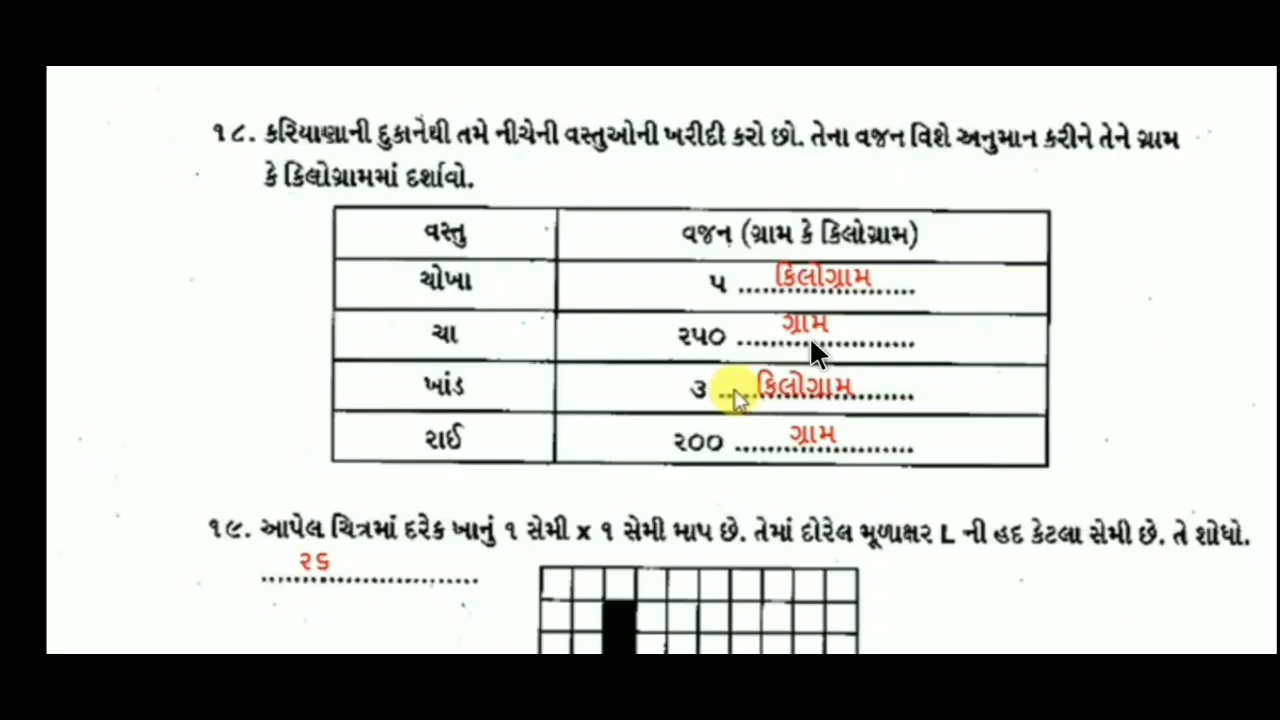 ૧૮. કરિયાણાની દુકાનેથી તમે નીચેની વસ્તુઓની ખરીદી કરો છો. તેના વજન વિશે અનુમાન કરીને તેને ગ્રામ
કે કિલોગ્રામમાં દર્શાવો.
વસ્તુ વજન (ગ્રામ કે કિલોગ્રામ)
ચોખા ૫ ...કિલોગ્રામ...
ચા ૨૫૦ ...ગ્રામ...
ખાંડ ૩ ...કિલોગ્રામ...
રાઈ ૨૦૦ ...ગ્રામ...
૧૯. આપેલ ચિત્રમાં દરેક ખાનું ૧ સેમી x ૧ સેમી માપ છે. તેમાં દોરેલ મૂળાક્ષર L ની હદ કેટલા સેમી છે. તે શોધો.
૨૬